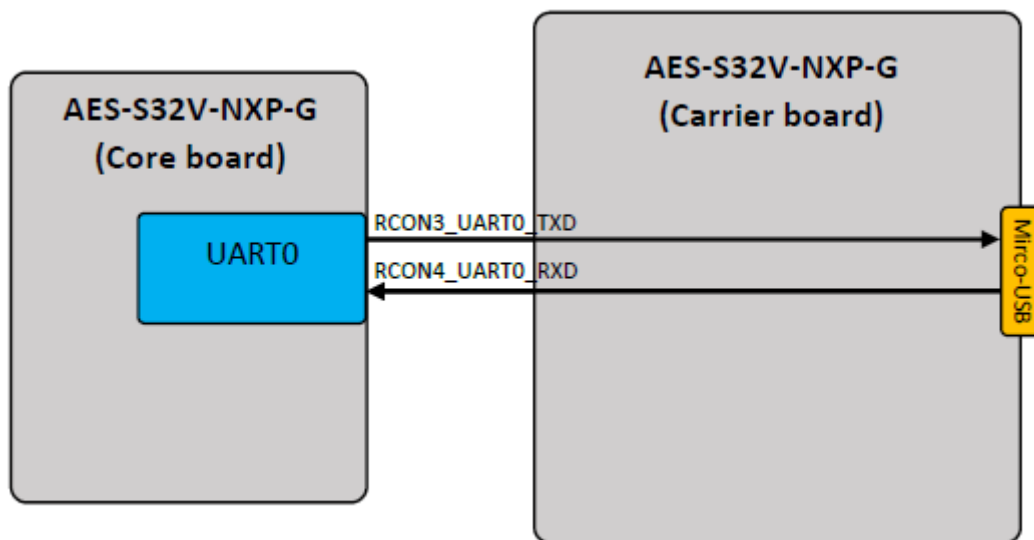 AES-S32V-NXP-G
(Core board)
UART0
RCON3_UART0_TXD
RCON4_UART0_RXD
AES-S32V-NXP-G
(Carrier board)
Mirco-USB